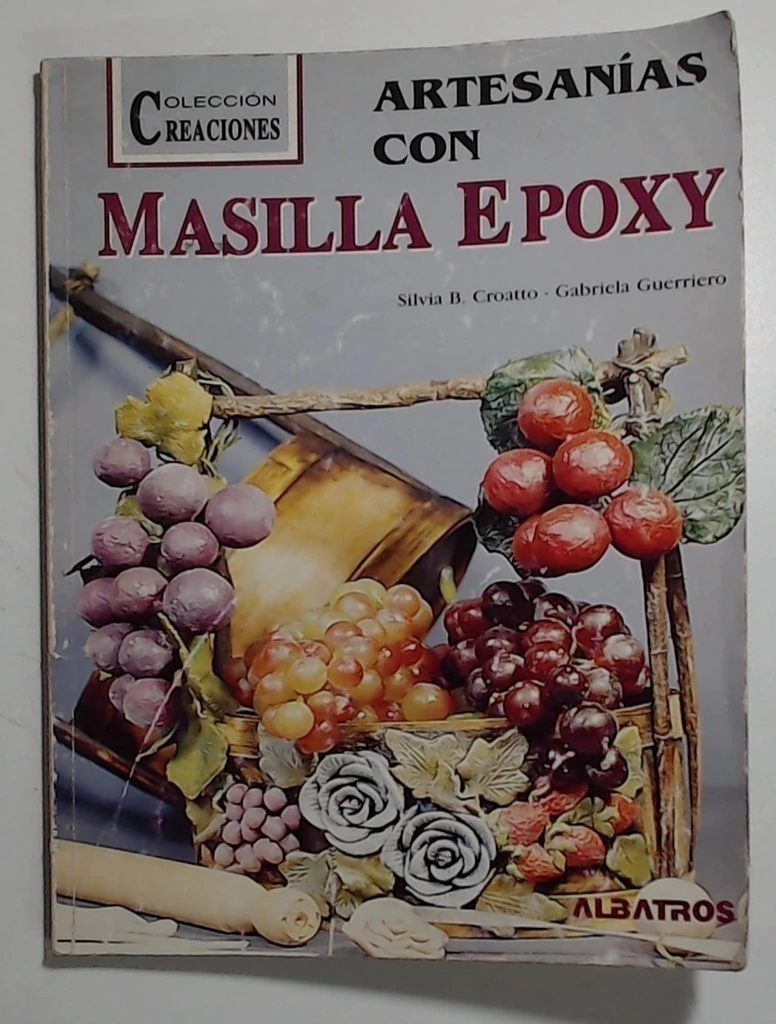 COLECCIÓN
CREACIONES
ARTESANÍAS
CON
MASILLA EPOXY
Silvia B. Croatto - Gabriela Guerriero
ALBATROS